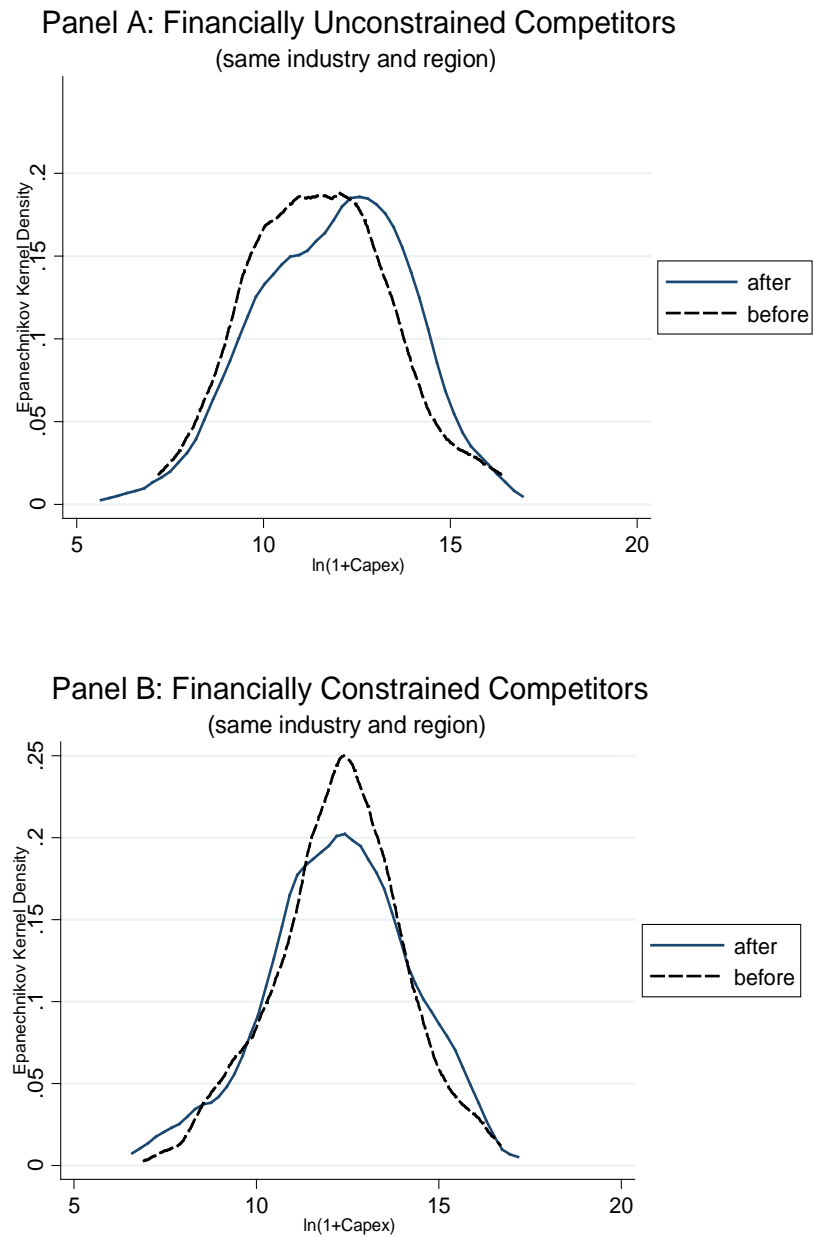 Panel A: Financially Unconstrained Competitors
(same industry and region)
Epanechnikov Kernel Density
.2
.15
.1
.05
0
after
before
5 10 15 20
ln(1+Capex)
Panel B: Financially Constrained Competitors
(same industry and region)
Epanechnikov Kernel Density
.25
.2
.15
.1
.05
0
after
before
5 10 15 20
ln(1+Capex)